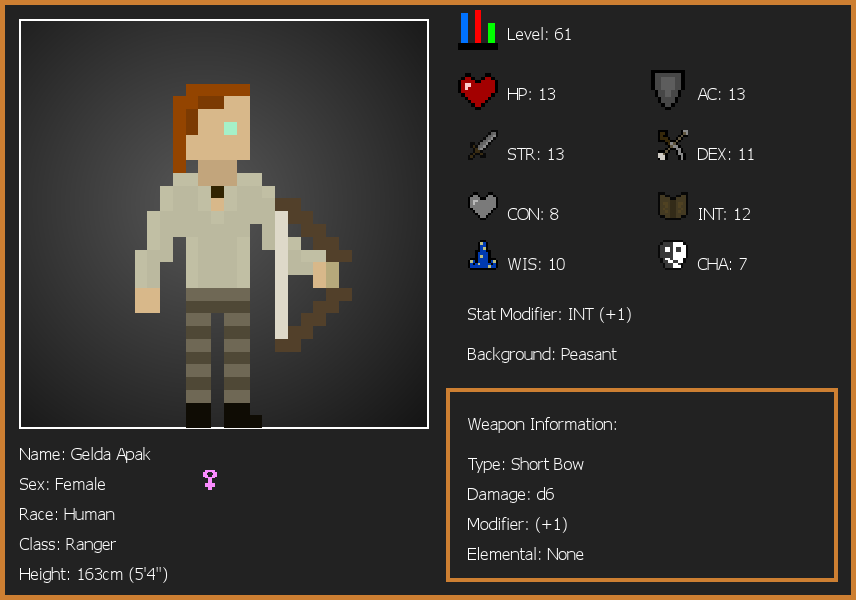 Level: 61
HP: 13
AC: 13
STR: 13
DEX: 11
CON: 8
INT: 12
WIS: 10
CHA: 7
Stat Modifier: INT (+1)
Background: Peasant
Weapon Information:
Type: Short Bow
Damage: d6
Modifier: (+1)
Elemental: None
Name: Gelda Apak
Sex: Female
Race: Human
Class: Ranger
Height: 163cm (5'4")